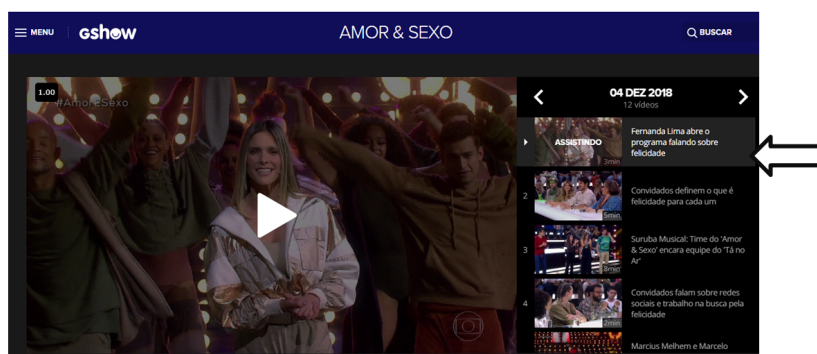 MENU
gshow
AMOR & SEXO
BUSCAR
1.00
#AmorESexo
04 DEZ 2018
12 vídeos
ASSISTINDO
3min
Fernanda Lima abre o
programa falando sobre
felicidade
2
5min
Convidados definem o que é
felicidade para cada um
3
8min
Suruba Musical: Time do 'Amor
& Sexo' encara equipe do 'Tá no
Ar'
4
2min
Convidados falam sobre redes
sociais e trabalho na busca pela
felicidade
Marcius Melhem e Marcelo